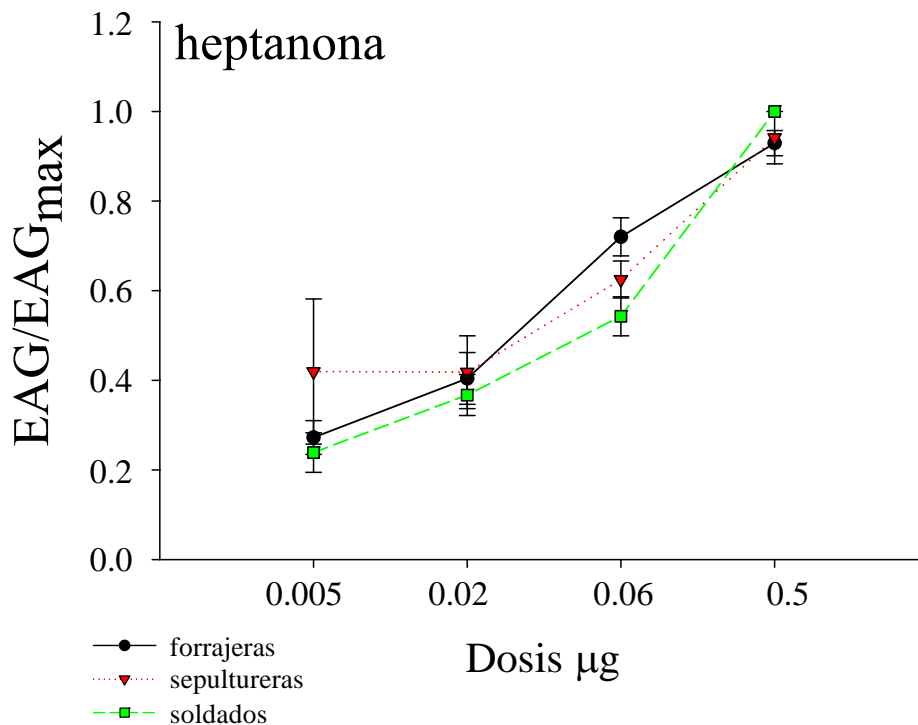 heptanona
EAG/EAGmax
1.2
1.0
0.8
0.6
0.4
0.2
0.0
0.005 0.02 0.06 0.5
Dosis μg
forrajeras
sepultureras
soldados